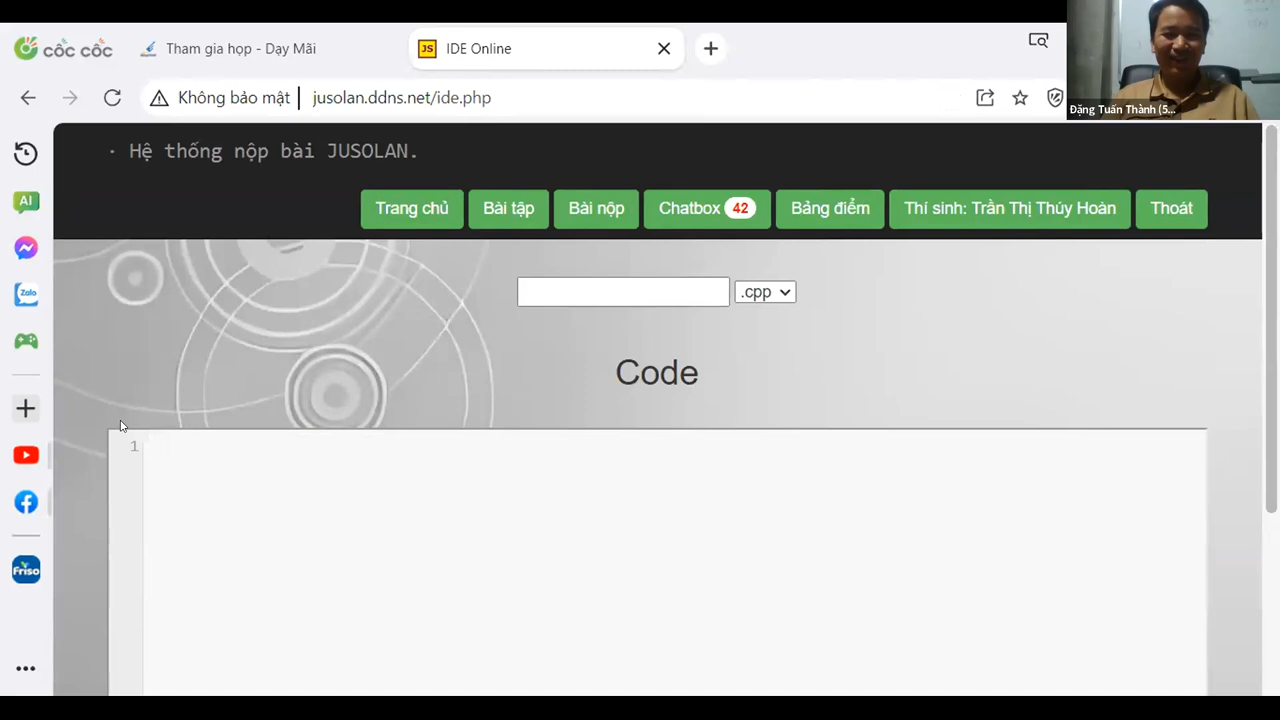 cốc cốc
Tham gia họp - Dạy Mãi
JS
IDE Online
Không bảo mật
jusolan.ddns.net/ide.php
Đặng Tuấn Thành (5...
· Hệ thống nộp bài JUSOLAN.
AI
Trang chủ
Bài tập
Bài nộp
Chatbox 42
Bảng điểm
Thí sinh: Trần Thị Thúy Hoàn
Thoát
Zalo
.cpp
Code
1
Friso